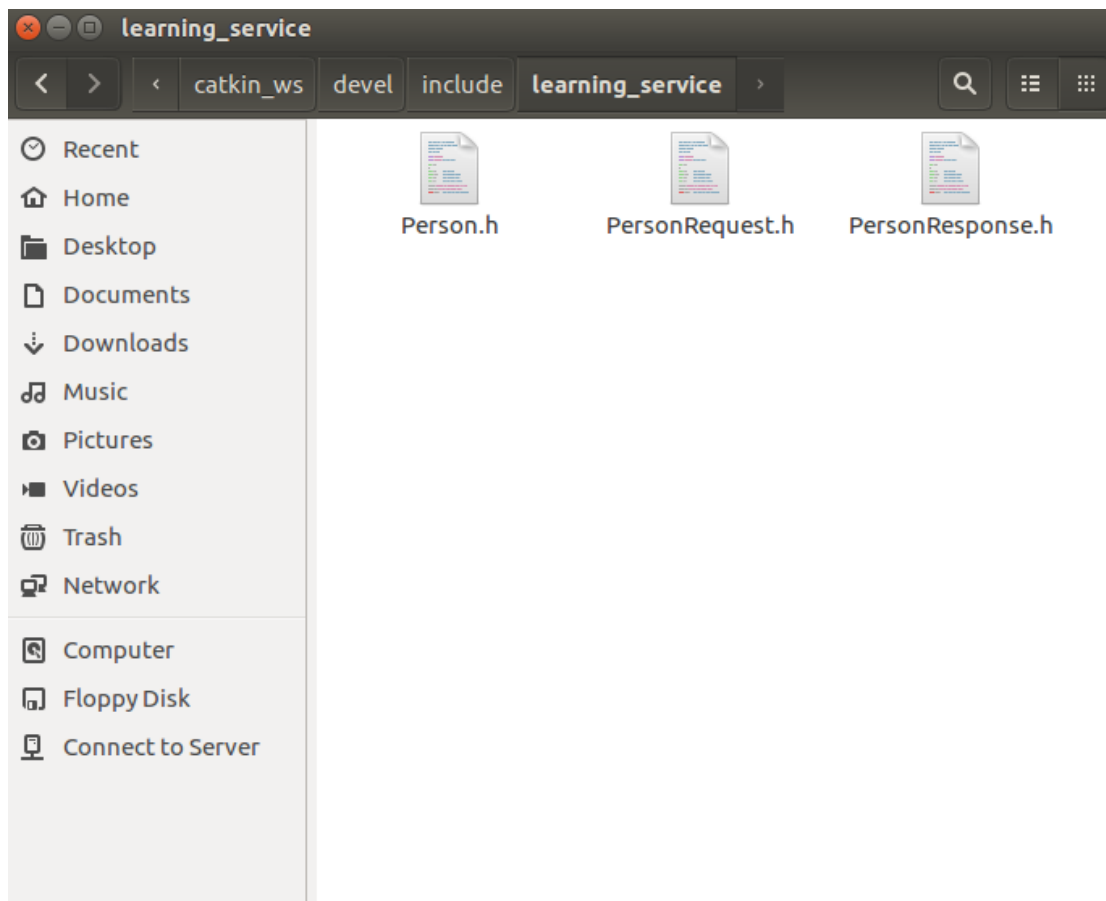 learning_service
catkin_ws devel include learning_service
Recent
Home
Desktop
Documents
Downloads
Music
Pictures
Videos
Trash
Network
Computer
Floppy Disk
Connect to Server
Person.h PersonRequest.h PersonResponse.h